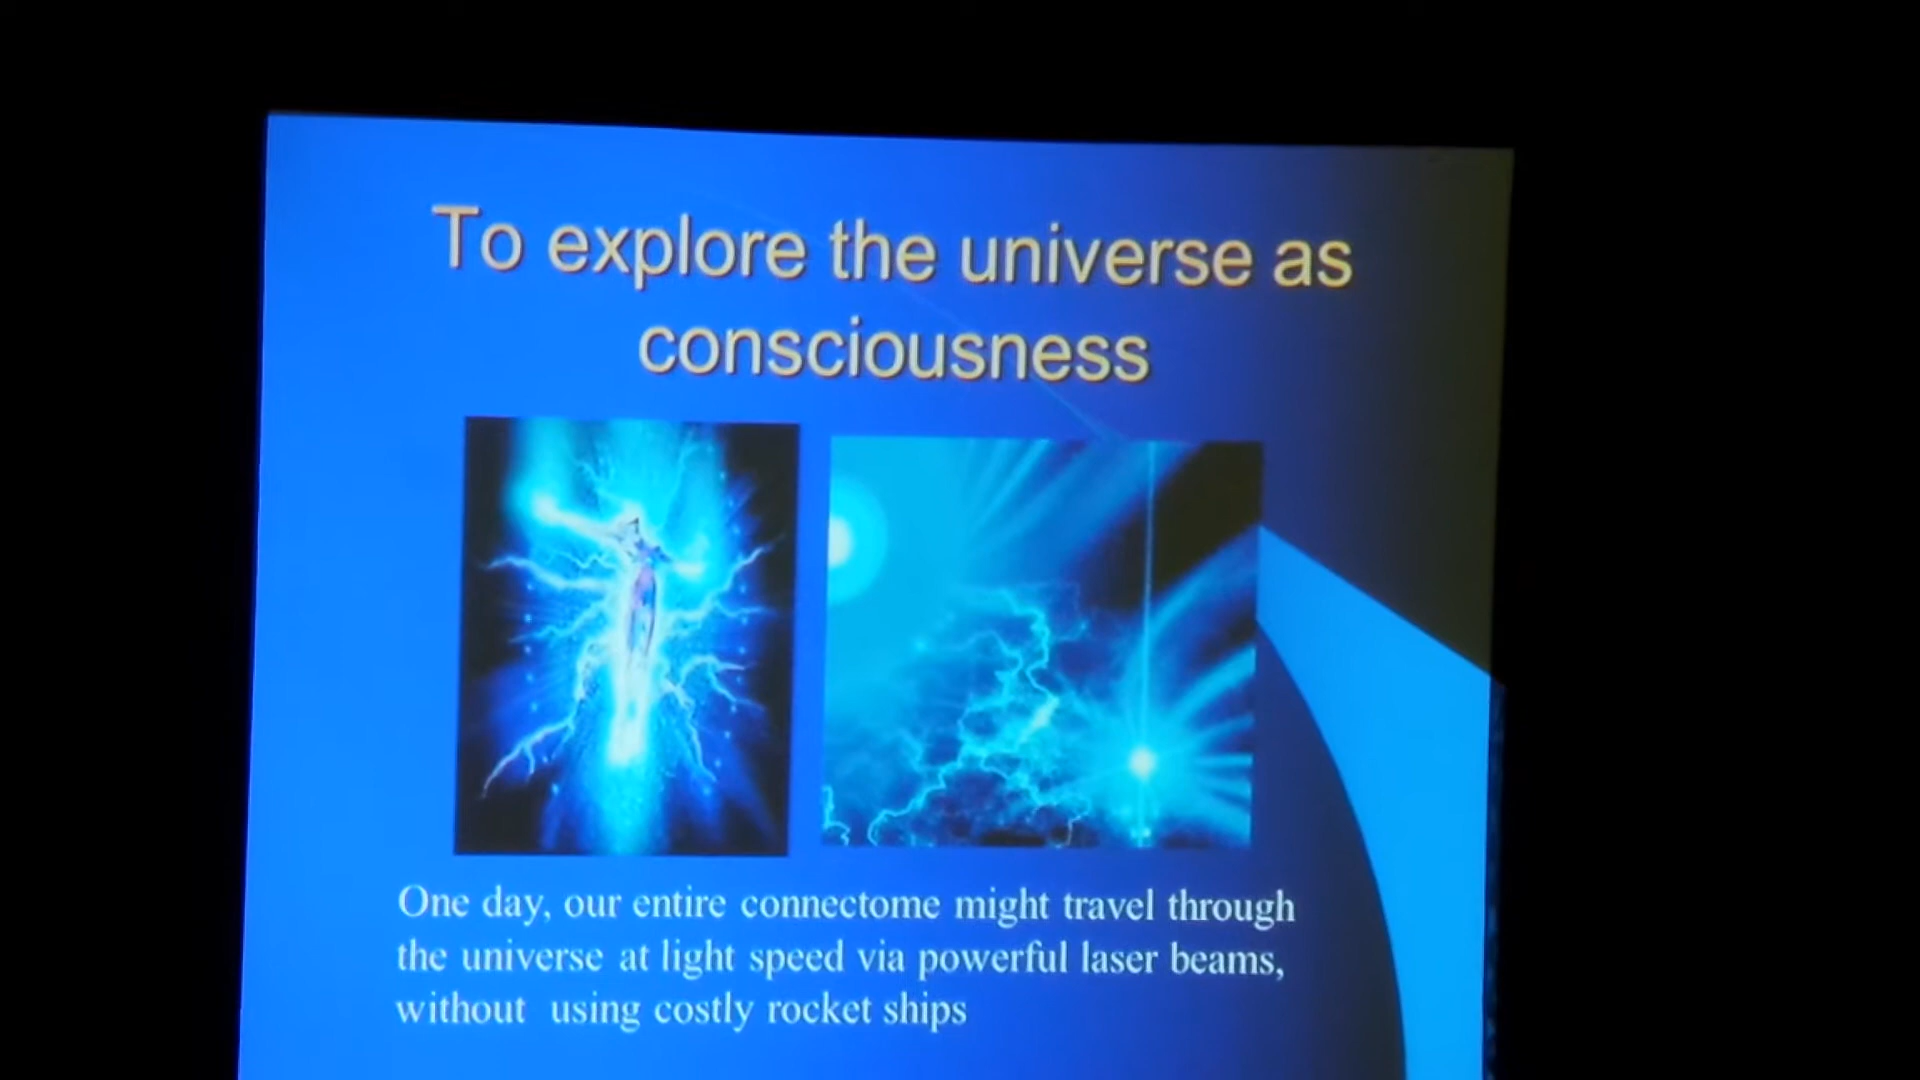 To explore the universe as
consciousness
One day, our entire connectome might travel through
the universe at light speed via powerful laser beams,
without using costly rocket ships